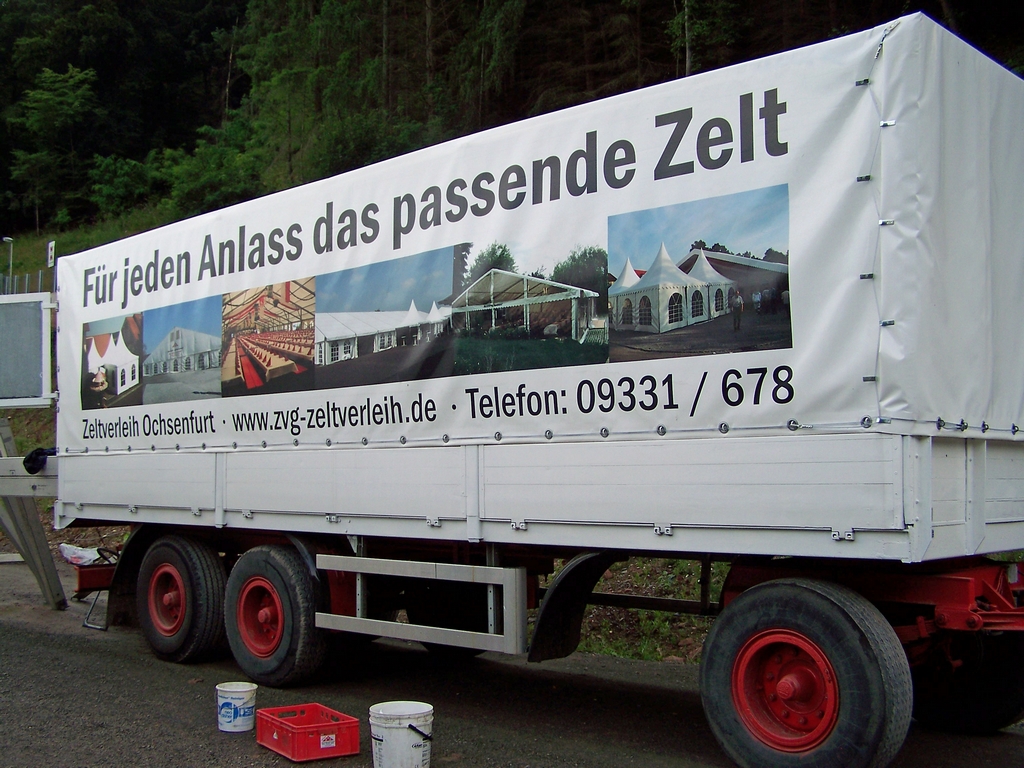 Für jeden Anlass das passende Zelt
Zeltverleih Ochsenfurt · www.zvg-zeltverleih.de · Telefon: 09331 / 678